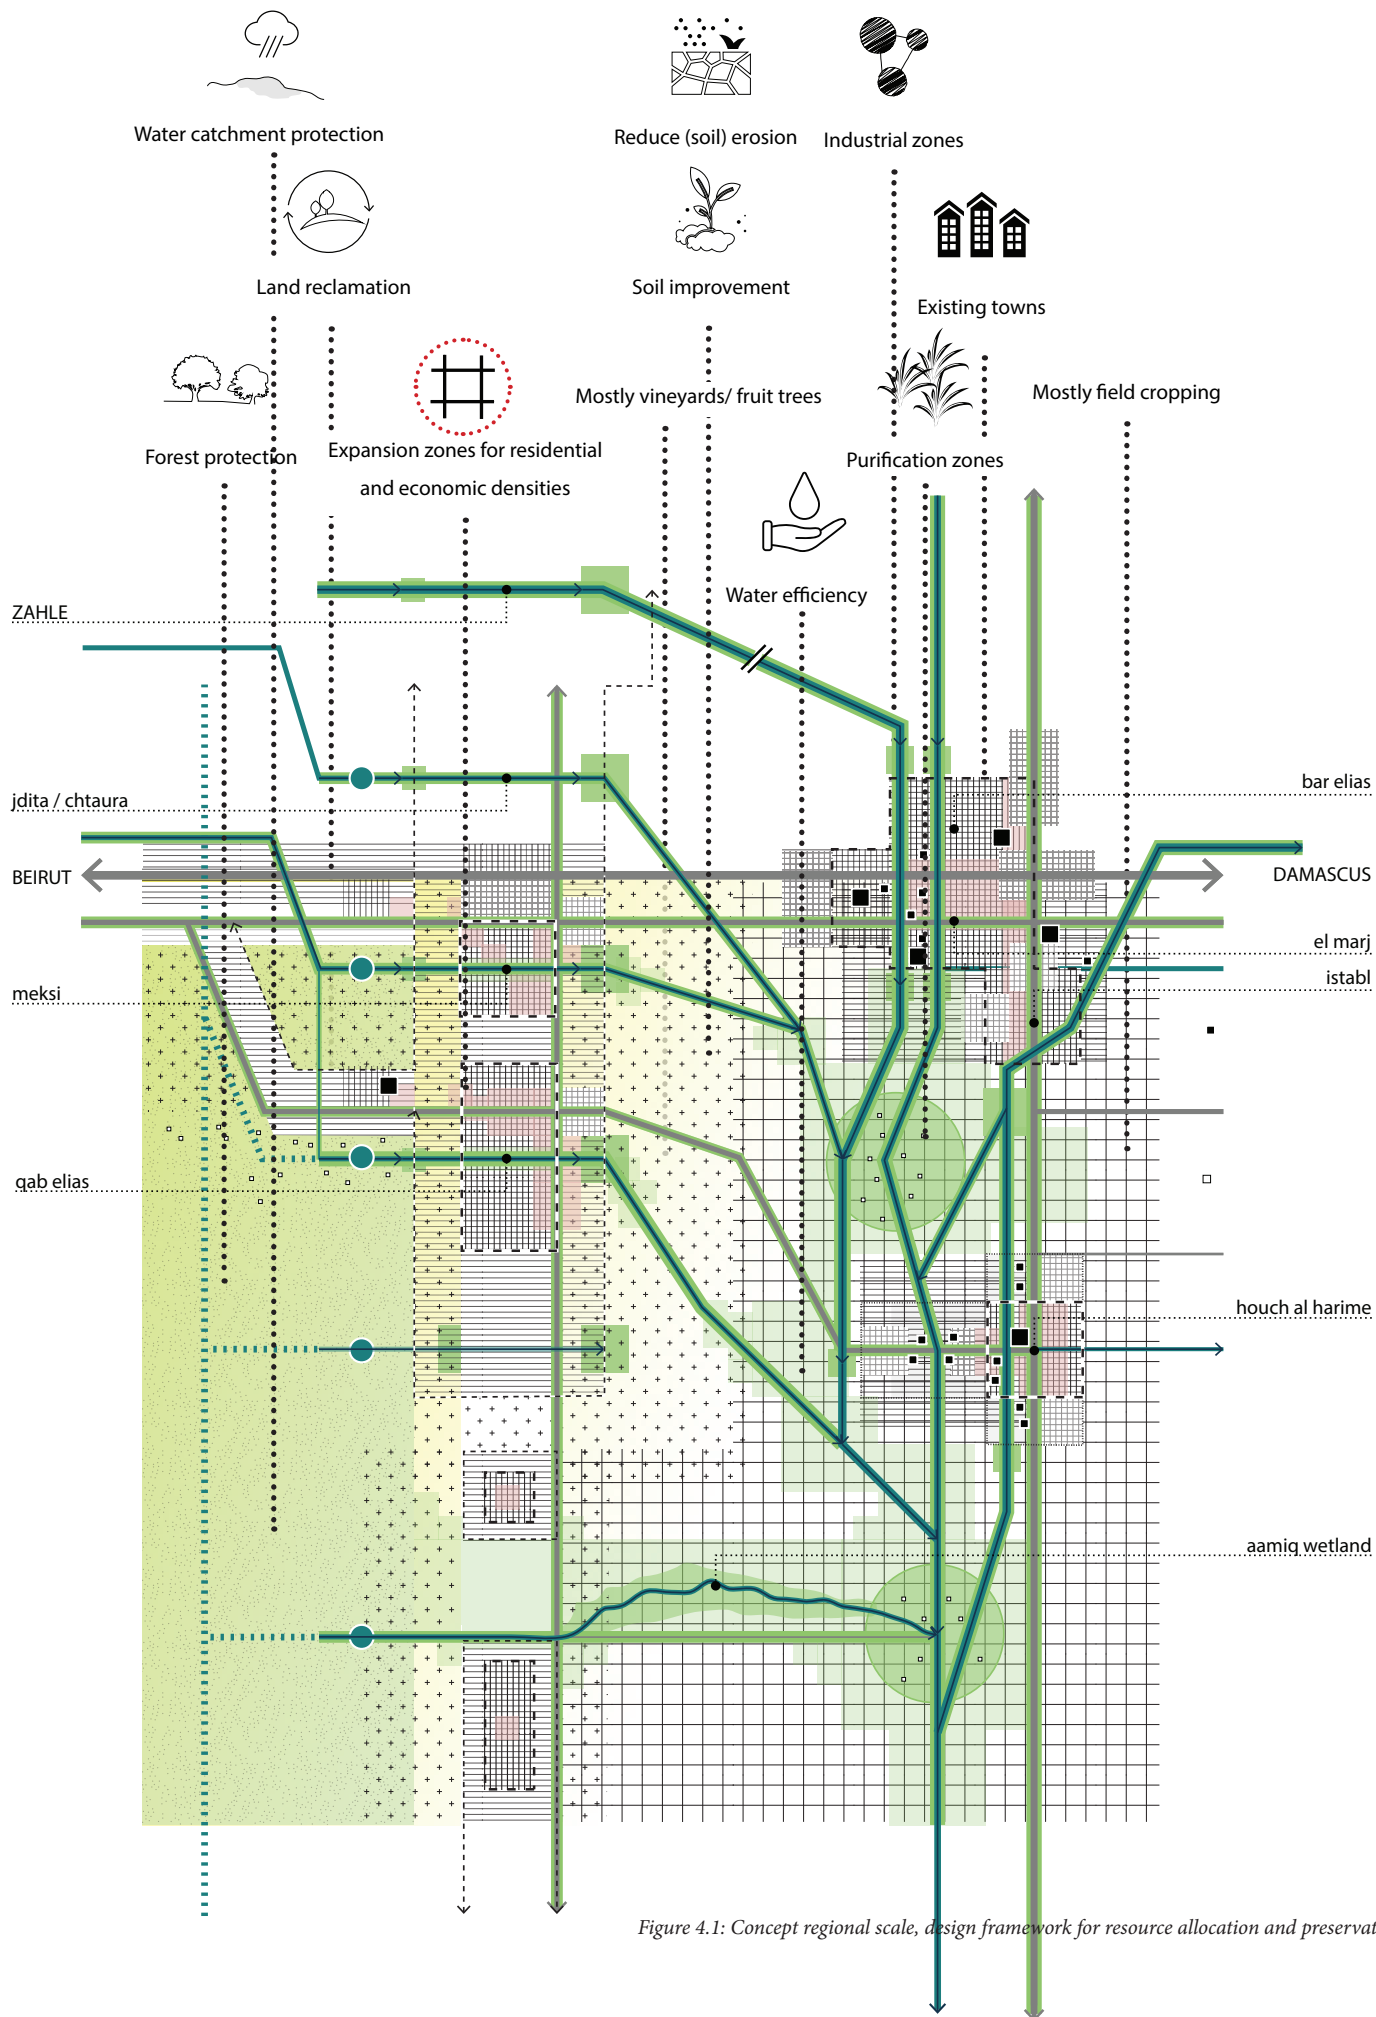 Water catchment protection
Reduce (soil) erosion
Industrial zones
Land reclamation
Soil improvement
Existing towns
Mostly vineyards/ fruit trees
Mostly field cropping
Forest protection
Expansion zones for residential
and economic densities
Purification zones
Water efficiency
ZAHLE
jdita / chtaura
bar elias
BEIRUT
DAMASCUS
el marj
istabl
meksi
qab elias
houch al harime
aamiq wetland
Figure 4.1: Concept regional scale, design framework for resource allocation and preservat